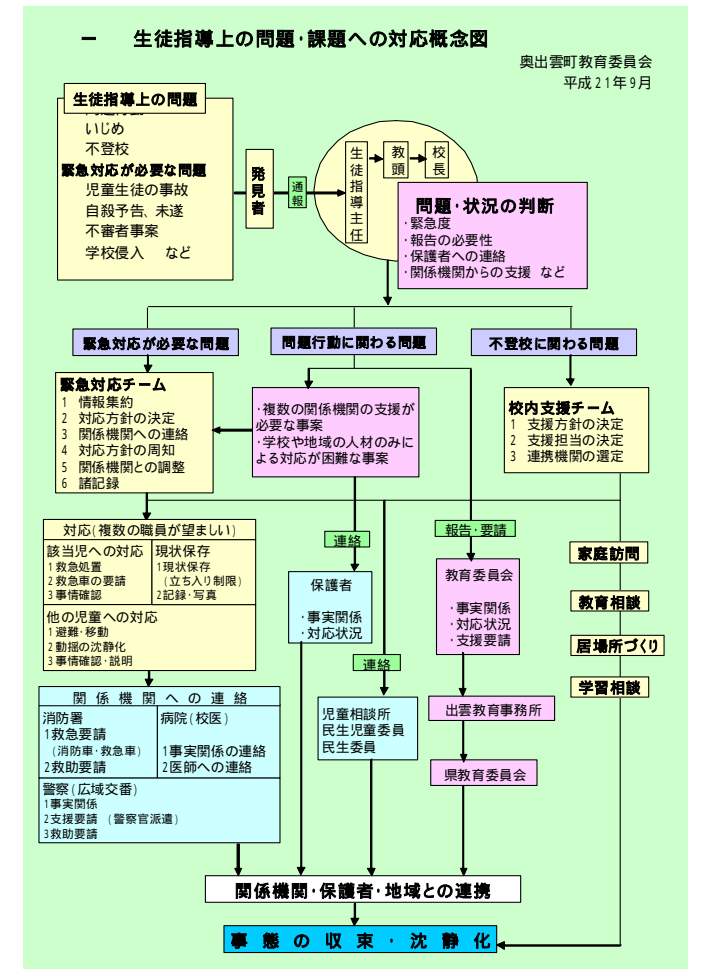 ー 生徒指導上の問題・課題への対応概念図
奥出雲町教育委員会
平成21年9月
生徒指導上の問題
いじめ
不登校
緊急対応が必要な問題
児童生徒の事故
自殺予告、未遂
不審者事案
学校侵入 など
発見者
通報
生徒指導主任
教頭
校長
問題・状況の判断
・緊急度
・報告の必要性
・保護者への連絡
・関係機関からの支援 など
緊急対応が必要な問題
問題行動に関わる問題
不登校に関わる問題
緊急対応チーム
1 情報集約
2 対応方針の決定
3 関係機関への連絡
4 対応方針の周知
5 関係機関との調整
6 諸記録
・複数の関係機関の支援が
必要な事案
・学校や地域の人材のみに
よる対応が困難な事案
校内支援チーム
1 支援方針の決定
2 支援担当の決定
3 連携機関の選定
対応(複数の職員が望ましい)
該当児への対応
1救急処置
2救急車の要請
3事情確認
現状保存
1現状保存
(立ち入り制限)
2記録・写真
他の児童への対応
1避難・移動
2動揺の沈静化
3事情確認・説明
連絡
保護者
・事実関係
・対応状況
報告・要請
教育委員会
・事実関係
・対応状況
・支援要請
家庭訪問
教育相談
居場所づくり
学習相談
連絡
児童相談所
民生児童委員
民生委員
出雲教育事務所
県教育委員会
関係機関への連絡
消防署
1救急要請
(消防車・救急車)
2救助要請
病院(校医)
1事実関係の連絡
2医師への連絡
警察(広域交番)
1事実関係
2支援要請 (警察官派遣)
3救助要請
関係機関・保護者・地域との連携
事態の収束・沈静化